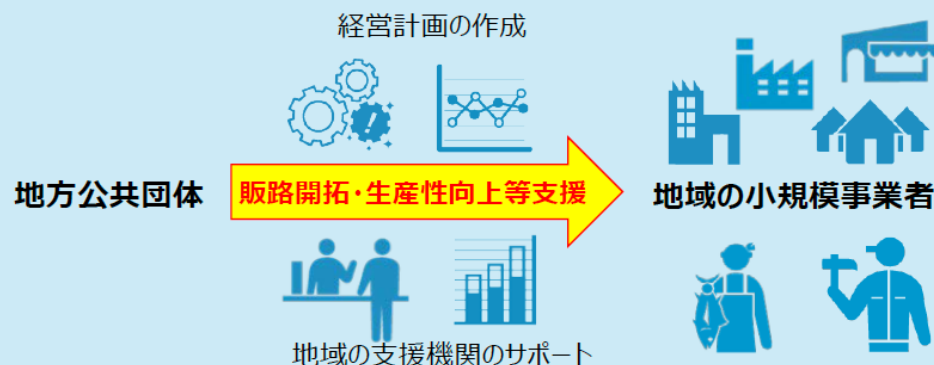 経営計画の作成
地方公共団体
販路開拓・生産性向上等支援
地域の小規模事業者
地域の支援機関のサポート